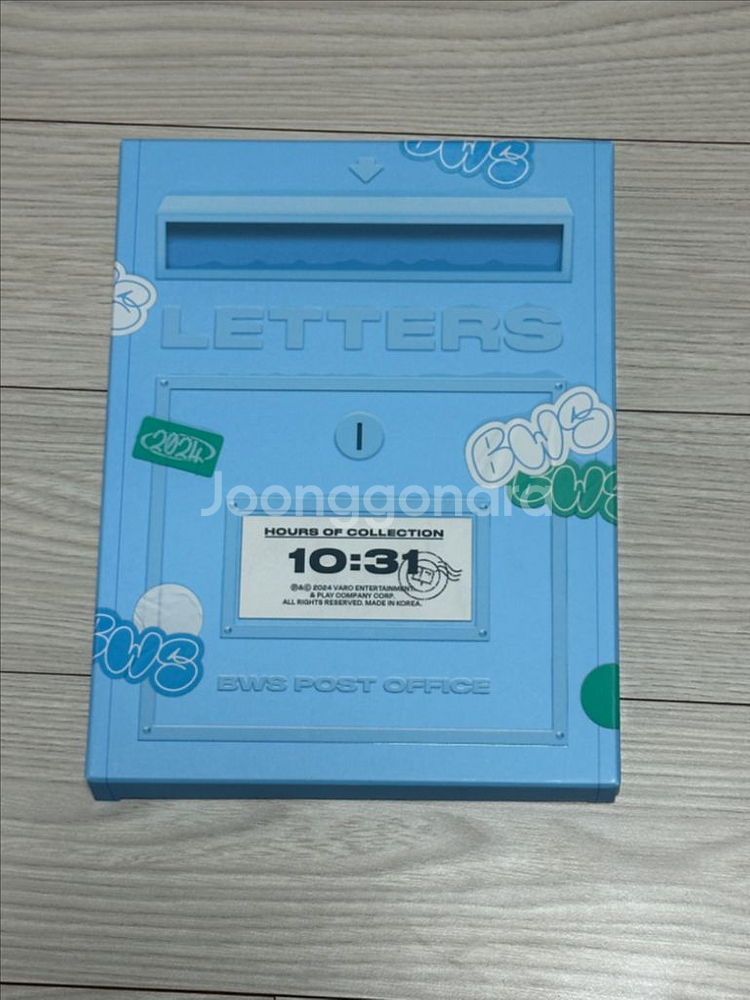 BWS
LETTERS
2024
BWS
BWS
Joonggonara
HOURS OF COLLECTION
10:31
℗&© 2024 VARO ENTERTAINMENT
& PLAY COMPANY CORP.
ALL RIGHTS RESERVED. MADE IN KOREA.
BWS
BWS POST OFFICE